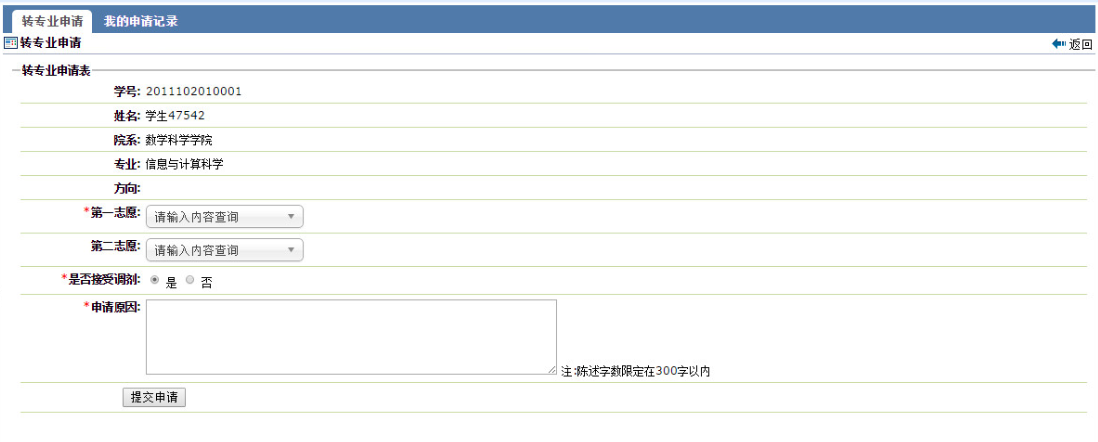 转专业申请 我的申请记录
转专业申请 返回
转专业申请表
学号: 2011102010001
姓名: 学生47542
院系: 数学科学学院
专业: 信息与计算科学
方向:
*第一志愿: 请输入内容查询
第二志愿: 请输入内容查询
*是否接受调剂: 是 否
*申请原因:
注:陈述字数限定在300字以内
提交申请